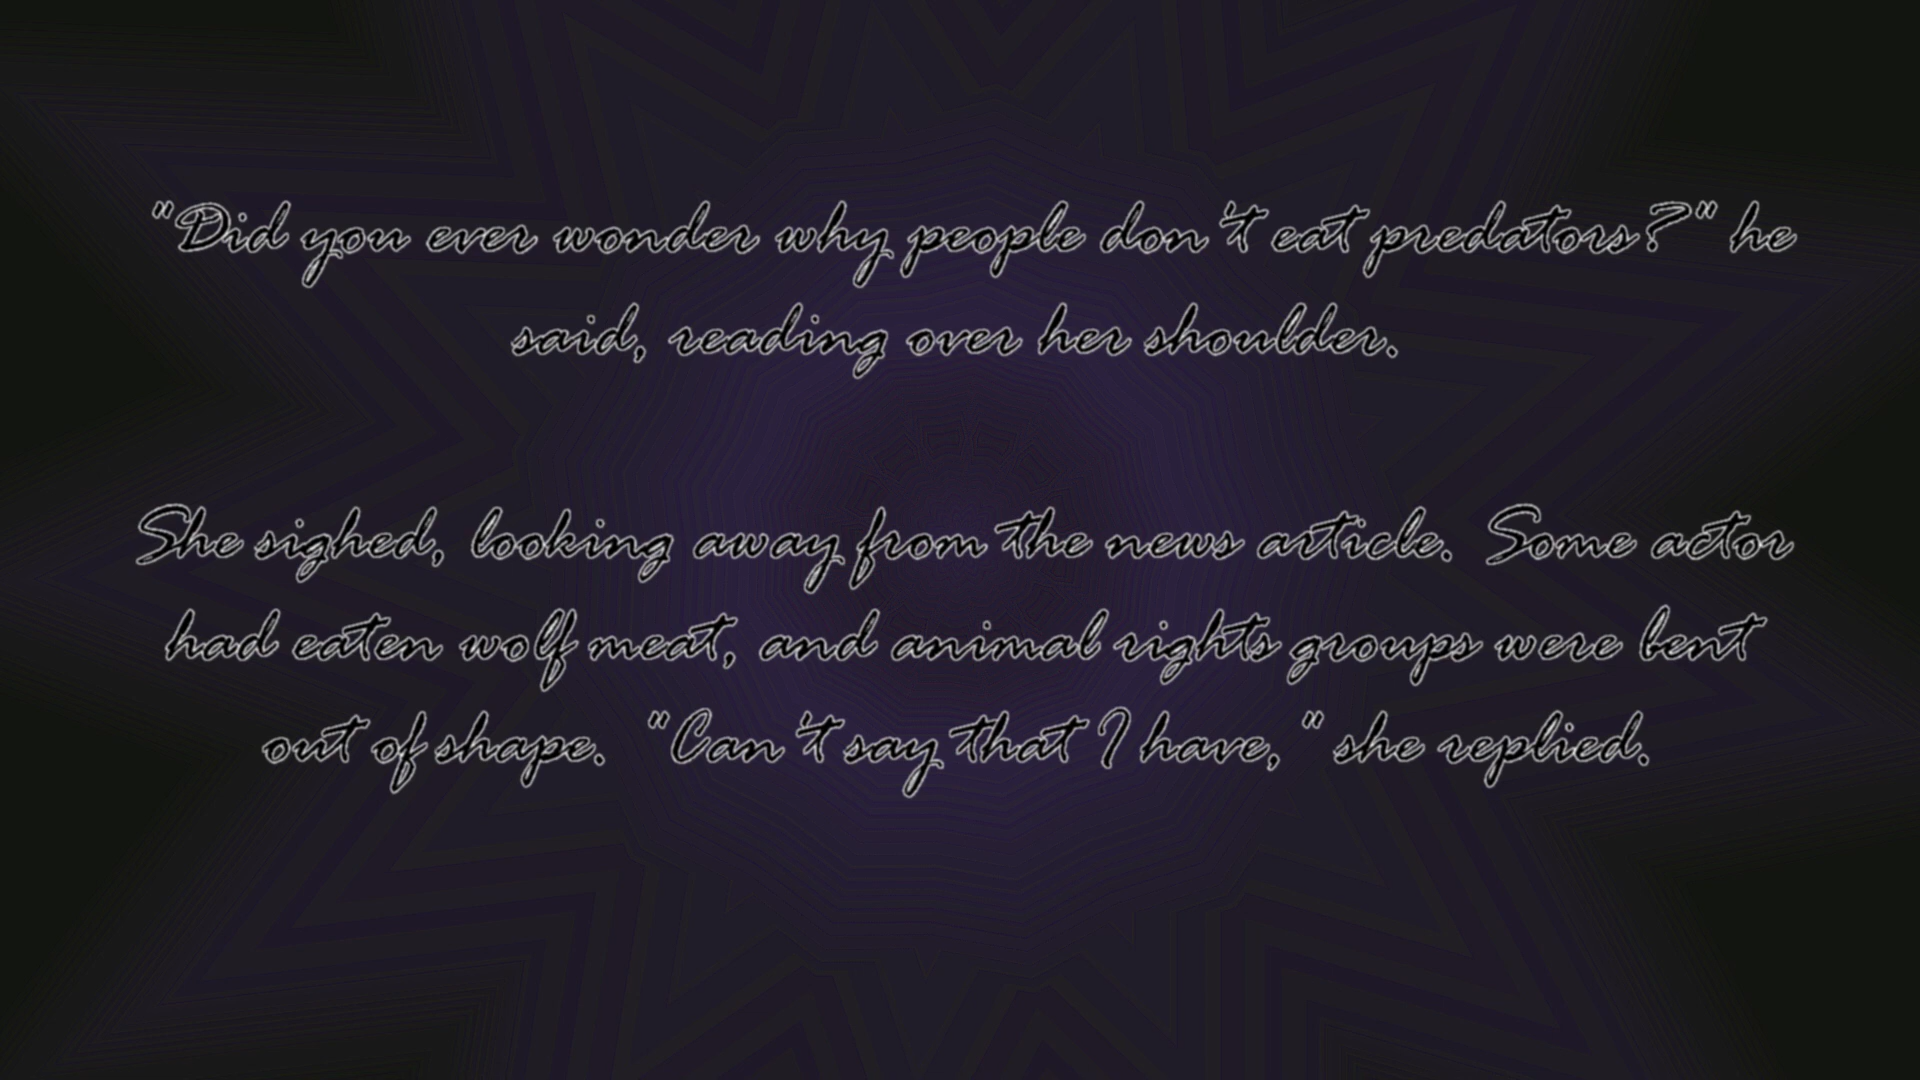 "Did you ever wonder why people don't eat predators?" he
said, reading over her shoulder.
She sighed, looking away from the news article. Some actor
had eaten wolf meat, and animal rights groups were bent
out of shape. "Can't say that I have," she replied.